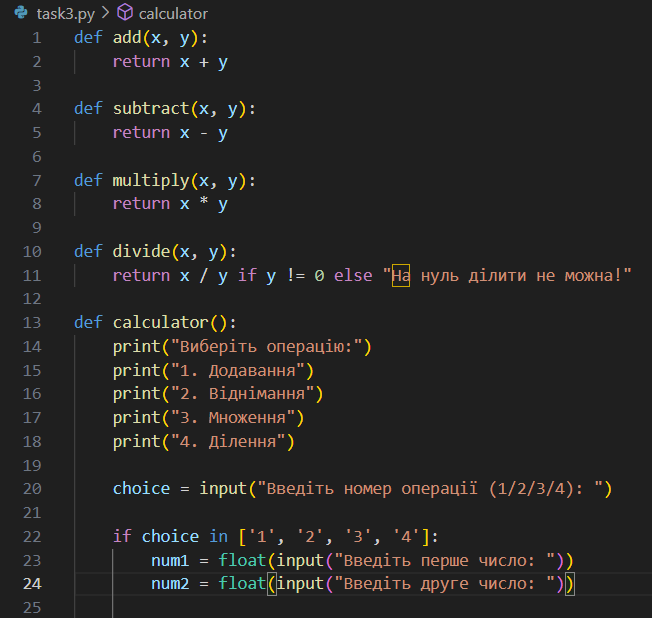 task3.py > calculator
1 def add(x, y):
2 return x + y
3
4 def subtract(x, y):
5 return x - y
6
7 def multiply(x, y):
8 return x * y
9
10 def divide(x, y):
11 return x / y if y != 0 else "На нуль ділити не можна!"
12
13 def calculator():
14 print("Виберіть операцію:")
15 print("1. Додавання")
16 print("2. Віднімання")
17 print("3. Множення")
18 print("4. Ділення")
19
20 choice = input("Введіть номер операції (1/2/3/4): ")
21
22 if choice in ['1', '2', '3', '4']:
23 num1 = float(input("Введіть перше число: "))
24 num2 = float(input("Введіть друге число: "))
25